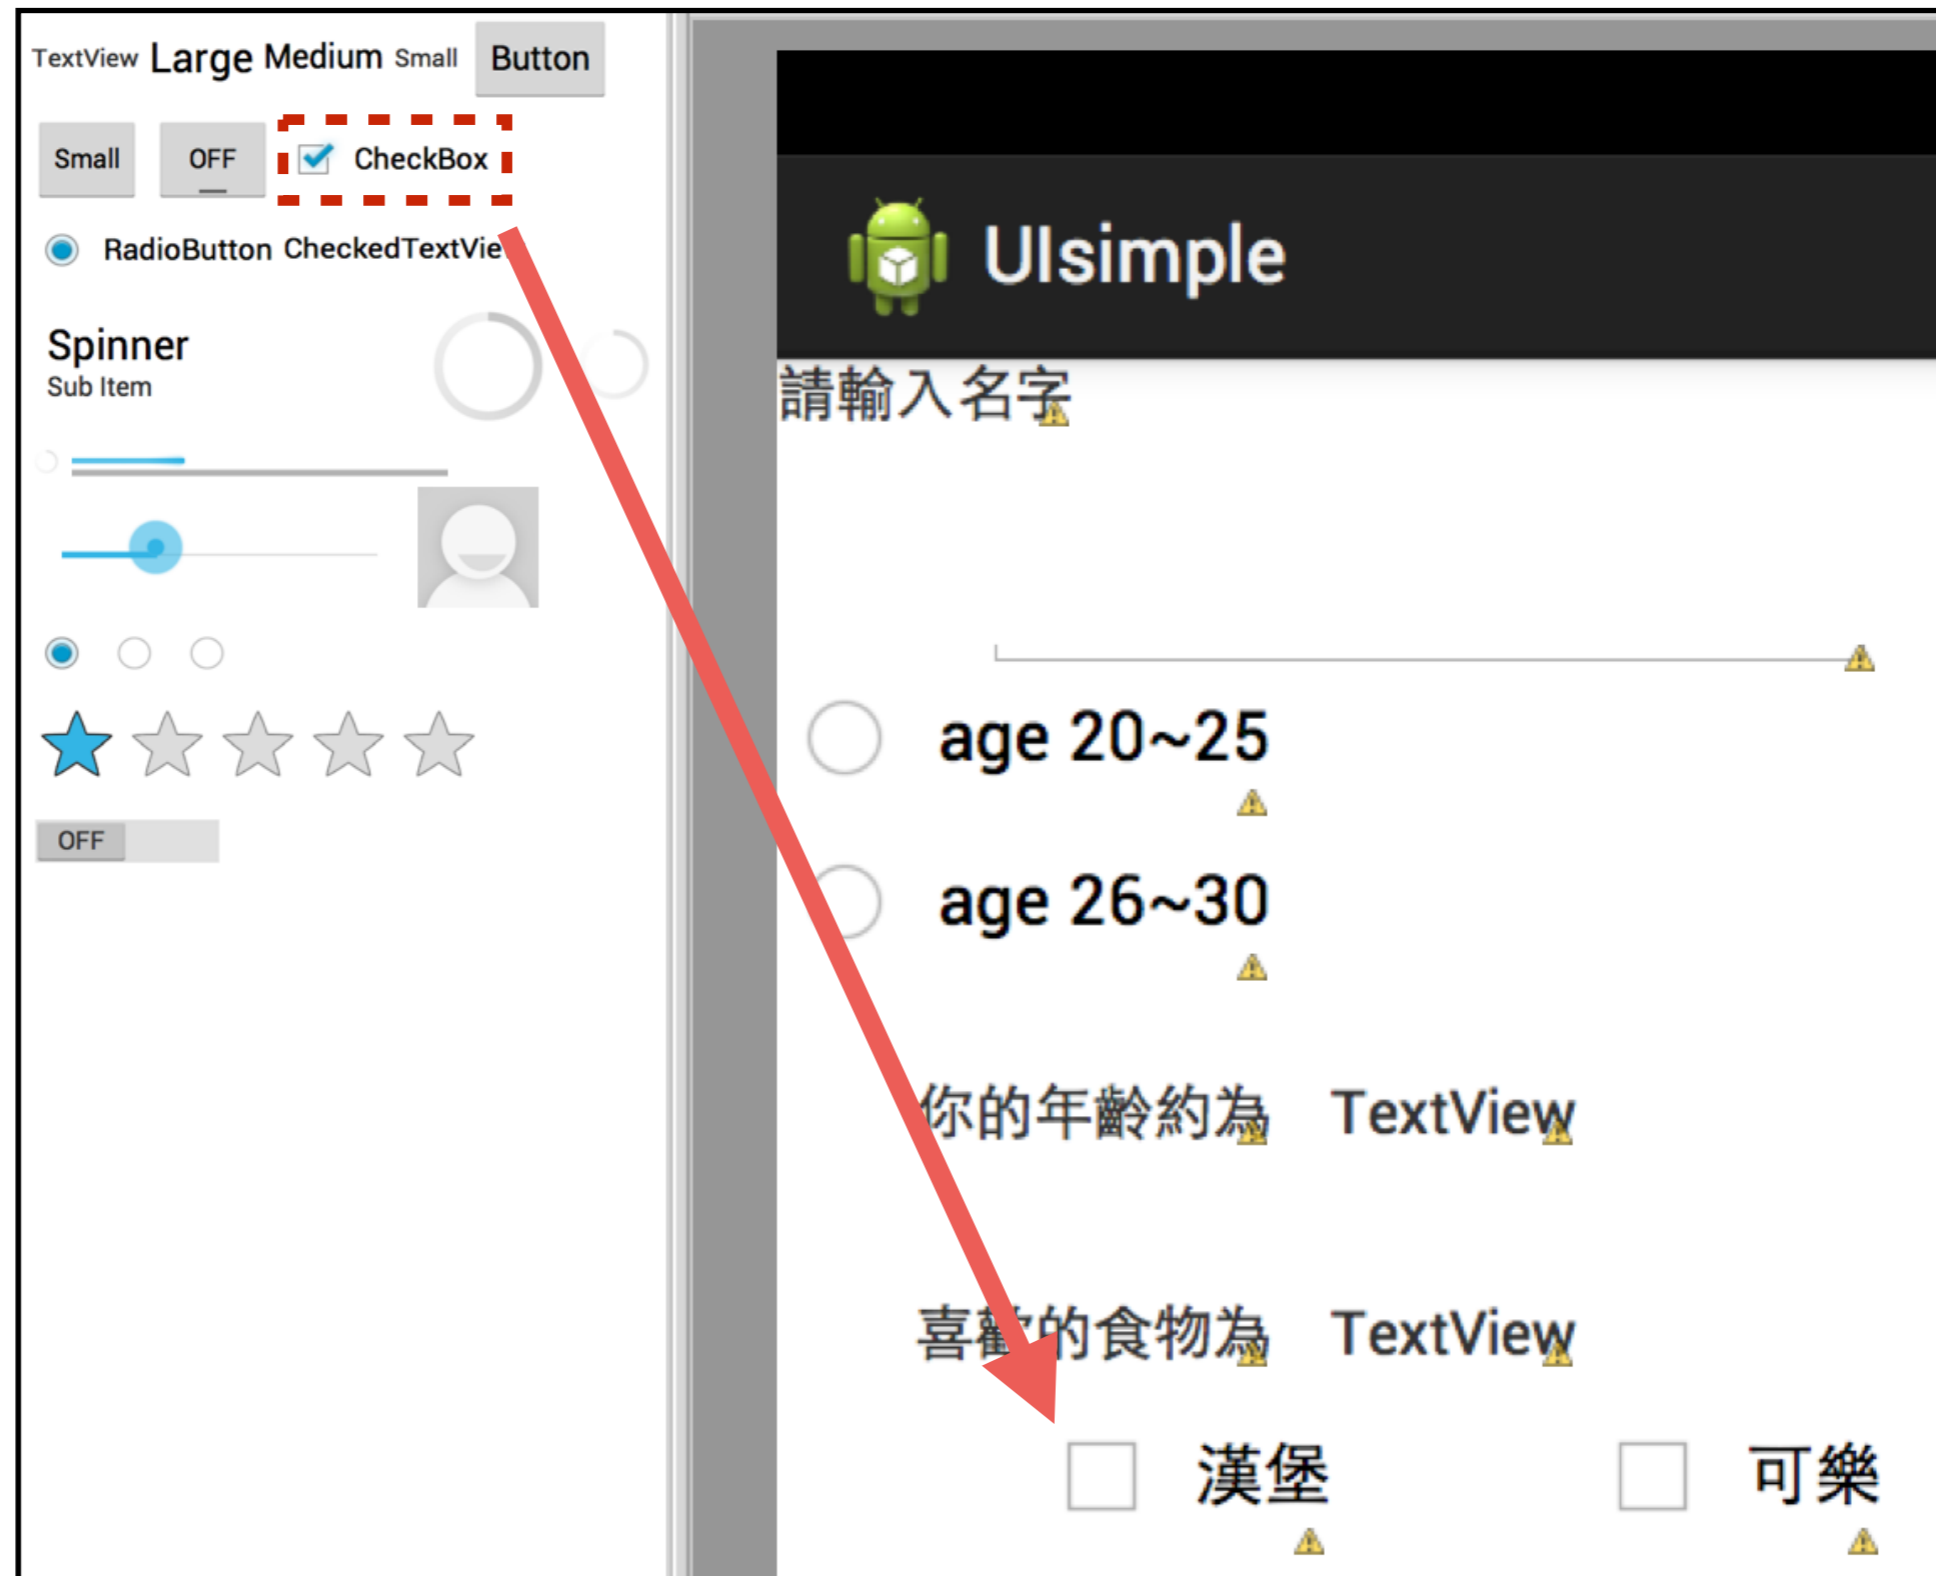 TextView Large Medium Small Button
Small OFF CheckBox
RadioButton CheckedTextVie
Spinner
Sub Item
OFF
UIsimple
請輸入名字
age 20~25
age 26~30
你的年齡約為 TextView
喜歡的食物為 TextView
漢堡 可樂